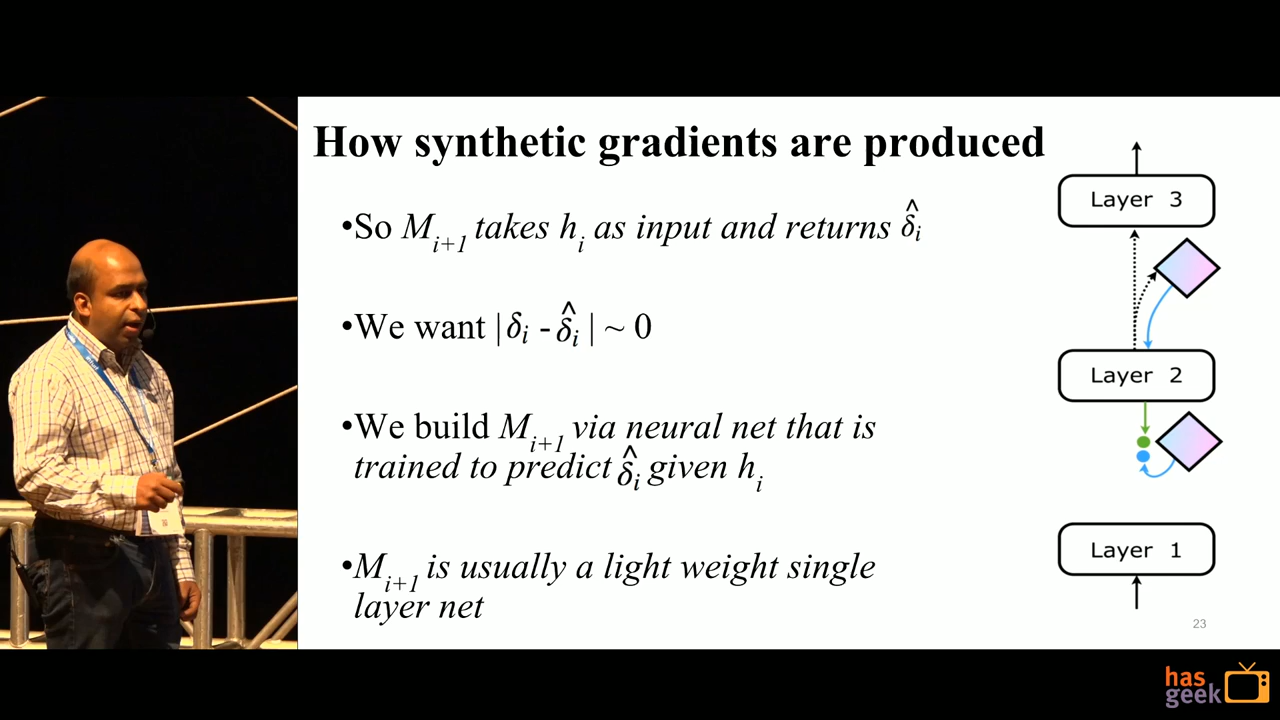 How synthetic gradients are produced
•So M_{i+1} takes h_i as input and returns δ̂_i
•We want |δ_i - δ̂_i| ~ 0
•We build M_{i+1} via neural net that is
trained to predict δ̂_i given h_i
•M_{i+1} is usually a light weight single
layer net
Layer 3
Layer 2
Layer 1
23
has
geek